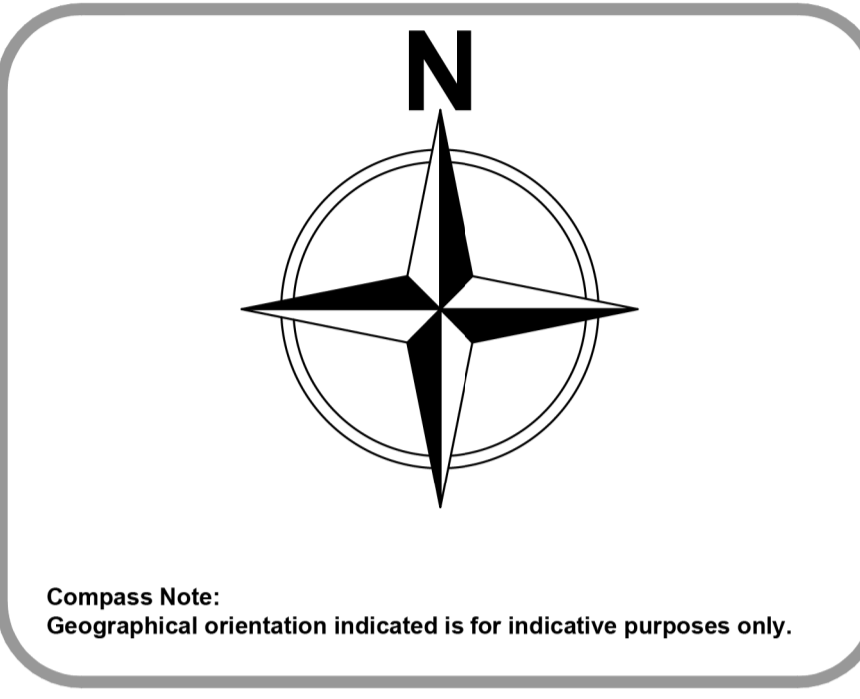 N
Compass Note:
Geographical orientation indicated is for indicative purposes only.